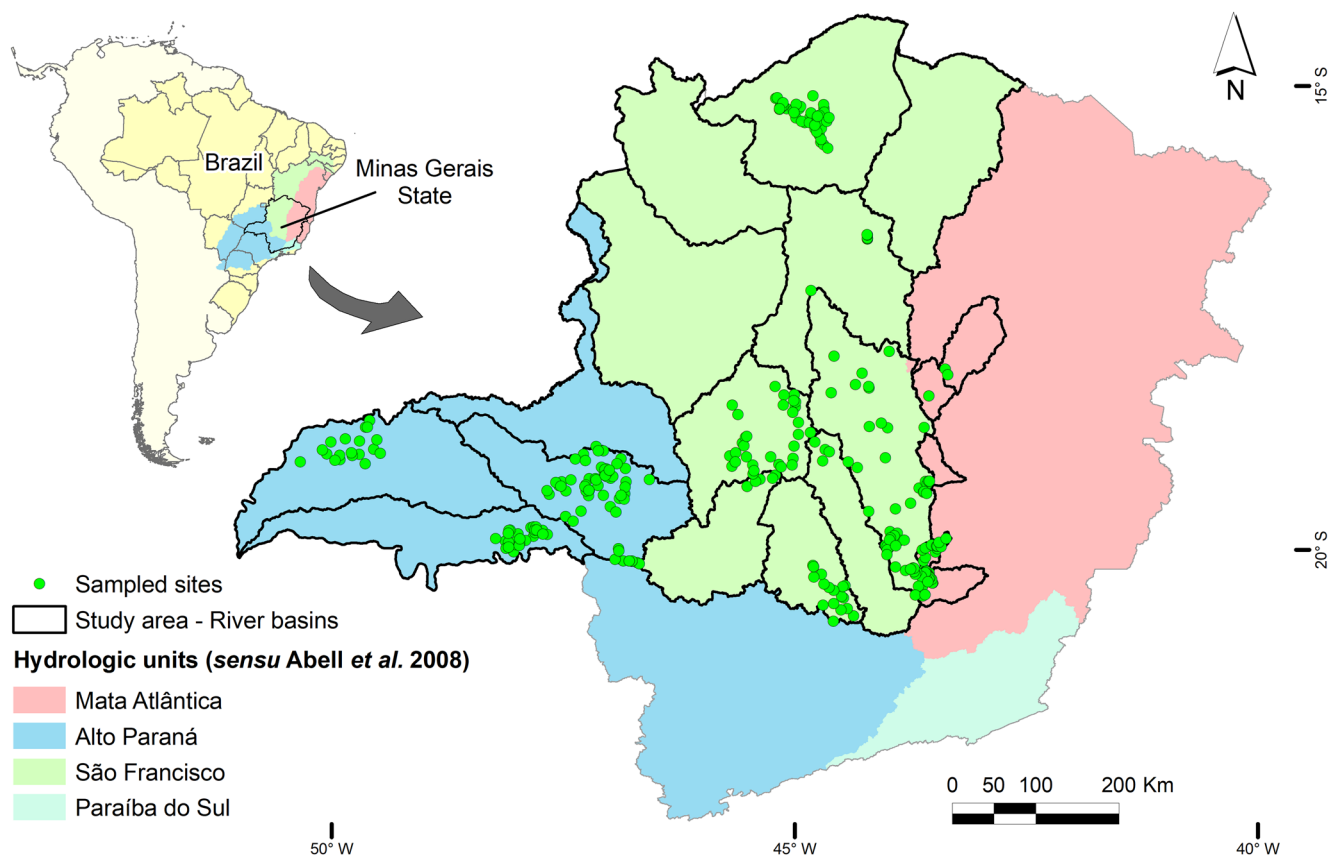 Brazil
Minas Gerais
State
N
15° S
20° S
Sampled sites
Study area - River basins
Hydrologic units (sensu Abell et al. 2008)
Mata Atlântica
Alto Paraná
São Francisco
Paraíba do Sul
0 50 100 200 Km
50° W 45° W 40° W